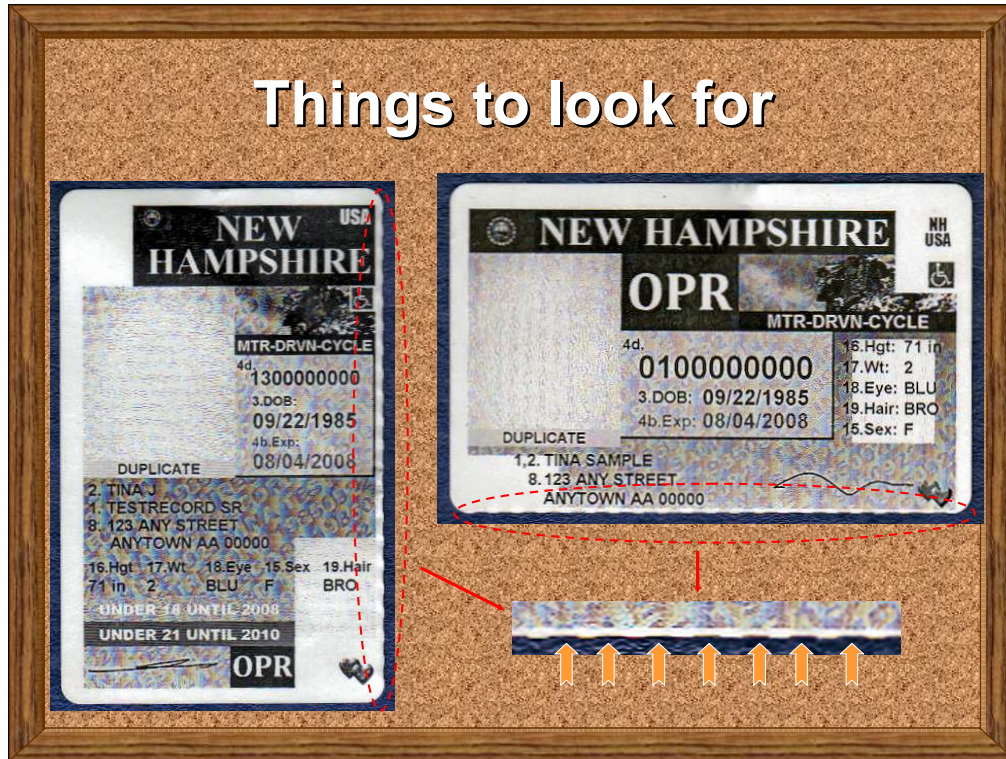 Things to look for
NEW
HAMPSHIRE
USA
MTR-DRVN-CYCLE
4d.
1300000000
3.DOB:
09/22/1985
4b.Exp:
08/04/2008
DUPLICATE
2. TINA J
1. TESTRECORD SR
8. 123 ANY STREET
ANYTOWN AA 00000
16.Hgt 17.Wt 18.Eye 15.Sex 19.Hair
71 in 2 BLU F BRO
UNDER 18 UNTIL 2008
UNDER 21 UNTIL 2010
OPR
NEW HAMPSHIRE
NH
USA
OPR
MTR-DRVN-CYCLE
4d.
0100000000
3.DOB: 09/22/1985
4b.Exp: 08/04/2008
16.Hgt: 71 in
17.Wt: 2
18.Eye: BLU
19.Hair: BRO
15.Sex: F
DUPLICATE
1,2. TINA SAMPLE
8. 123 ANY STREET
ANYTOWN AA 00000